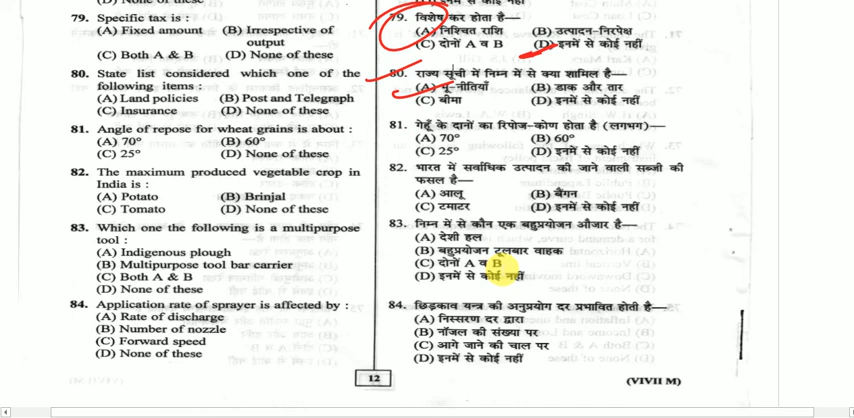 (D) None of these
79. Specific tax is :
(A) Fixed amount (B) Irrespective of
output
(C) Both A & B (D) None of these
80. State list considered which one of the
following items :
(A) Land policies (B) Post and Telegraph
(C) Insurance (D) None of these
81. Angle of repose for wheat grains is about :
(A) 70° (B) 60°
(C) 25° (D) None of these
82. The maximum produced vegetable crop in
India is :
(A) Potato (B) Brinjal
(C) Tomato (D) None of these
83. Which one the following is a multipurpose
tool :
(A) Indigenous plough
(B) Multipurpose tool bar carrier
(C) Both A & B
(D) None of these
84. Application rate of sprayer is affected by :
(A) Rate of discharge
(B) Number of nozzle
(C) Forward speed
(D) None of these
79. विशेष कर होता है—
(A) निश्चित राशि (B) उत्पादन-निरपेक्ष
(C) दोनों A व B (D) इनमें से कोई नहीं
80. राज्य सूची में निम्न में से क्या शामिल है—
(A) भू-नीतियाँ (B) डाक और तार
(C) बीमा (D) इनमें से कोई नहीं
81. गेहूँ के दानों का रिपोज-कोण होता है (लगभग)—
(A) 70° (B) 60°
(C) 25° (D) इनमें से कोई नहीं
82. भारत में सर्वाधिक उत्पादन की जाने वाली सब्जी की
फसल है—
(A) आलू (B) बैंगन
(C) टमाटर (D) इनमें से कोई नहीं
83. निम्न में से कौन एक बहुप्रयोजन औजार है—
(A) देशी हल
(B) बहुप्रयोजन टूलबार वाहक
(C) दोनों A व B
(D) इनमें से कोई नहीं
84. छिड़काव यन्त्र की अनुप्रयोग दर प्रभावित होती है—
(A) निस्सरण दर द्वारा
(B) नॉजल की संख्या पर
(C) आगे जाने की चाल पर
(D) इनमें से कोई नहीं
12
(VIVII M)